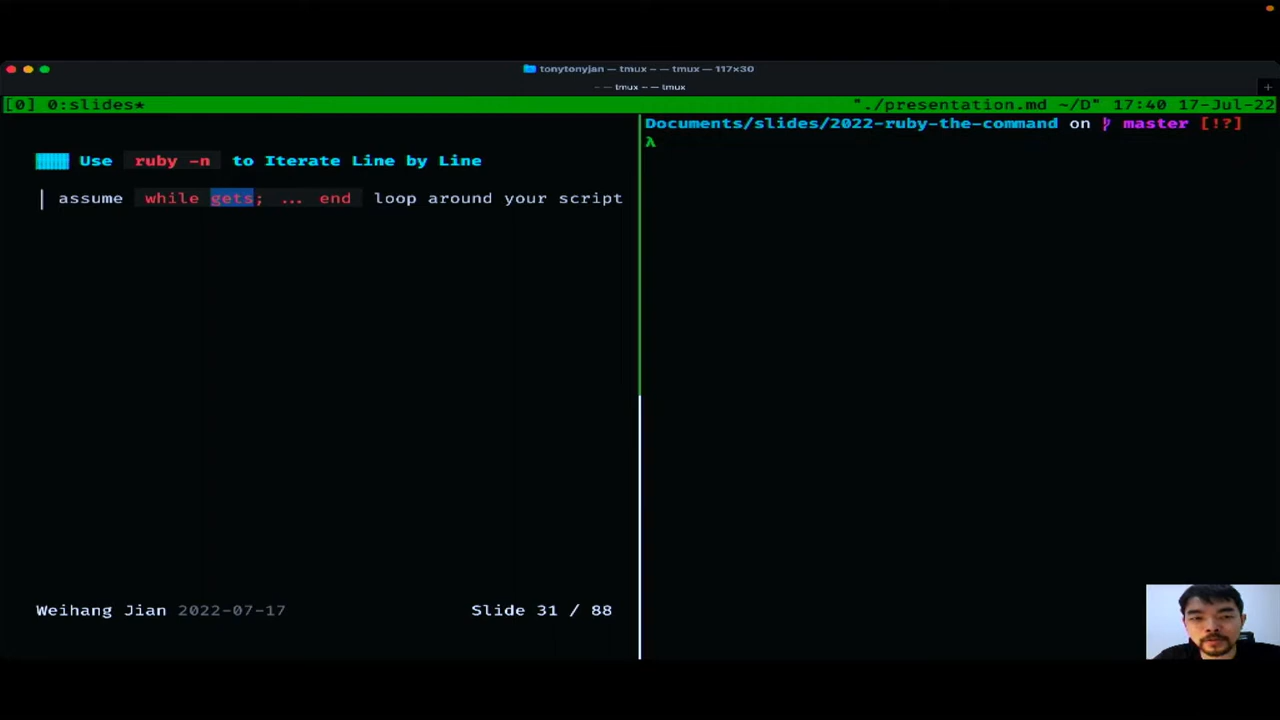 tonytonyjan — tmux - — tmux — 117×30
~ — tmux - — tmux
[0] 0:slides* "./presentation.md ~/D" 17:40 17-Jul-22
Use ruby -n to Iterate Line by Line
assume while gets; ... end loop around your script
Weihang Jian 2022-07-17 Slide 31 / 88
Documents/slides/2022-ruby-the-command on master [!?]
λ